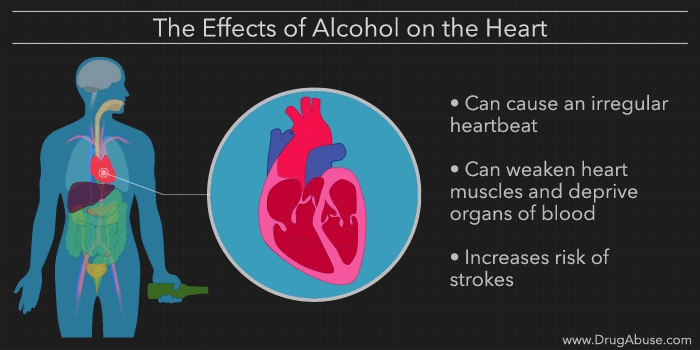 The Effects of Alcohol on the Heart
• Can cause an irregular
heartbeat
• Can weaken heart
muscles and deprive
organs of blood
• Increases risk of
strokes
www.DrugAbuse.com